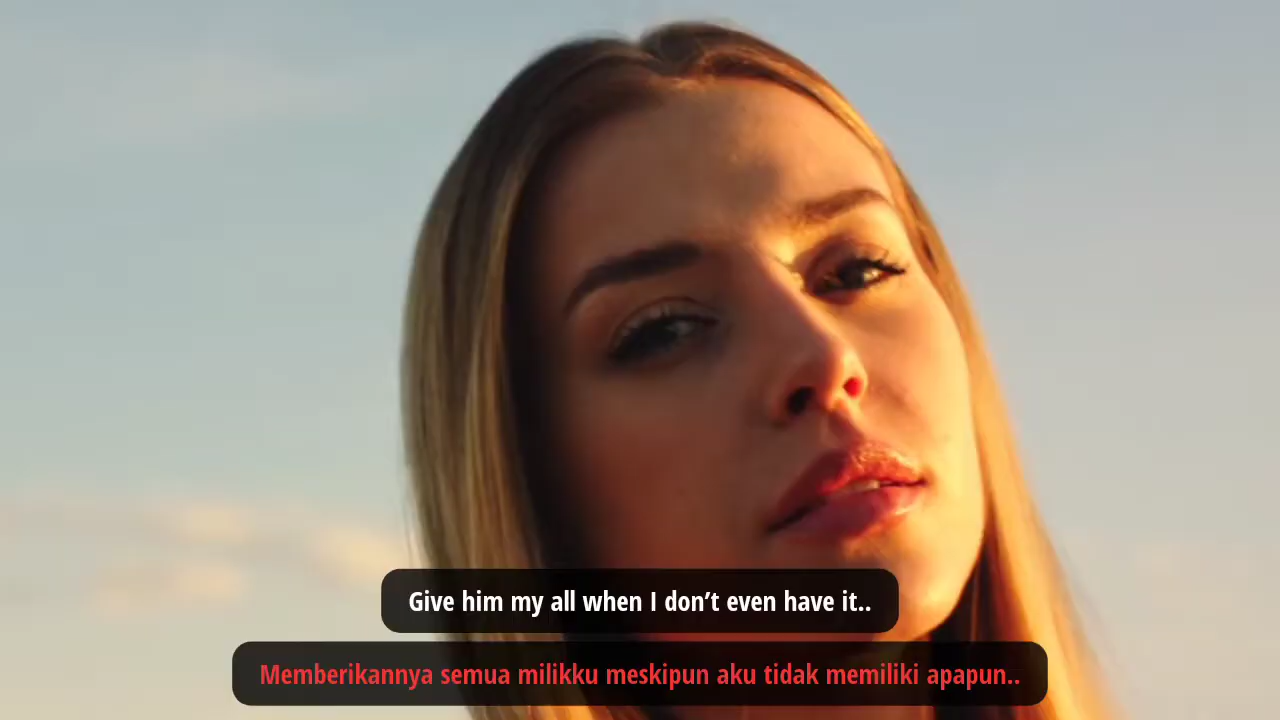 Give him my all when I don’t even have it..
Memberikannya semua milikku meskipun aku tidak memiliki apapun..